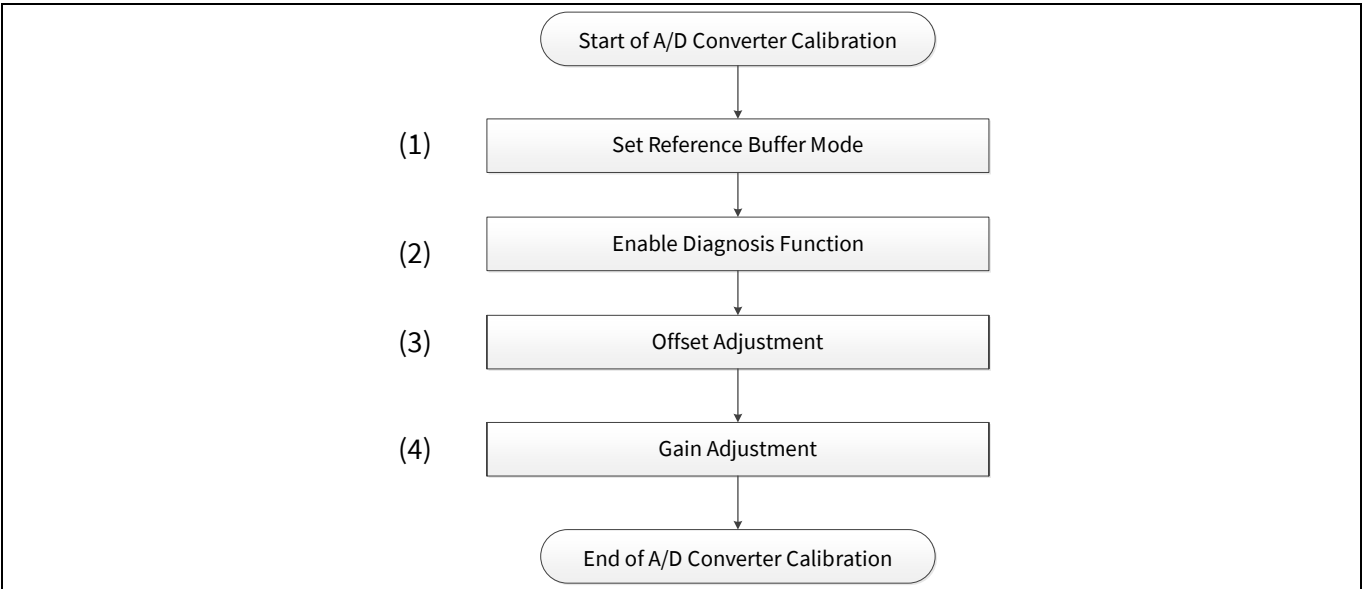 Start of A/D Converter Calibration
(1) Set Reference Buffer Mode
(2) Enable Diagnosis Function
(3) Offset Adjustment
(4) Gain Adjustment
End of A/D Converter Calibration